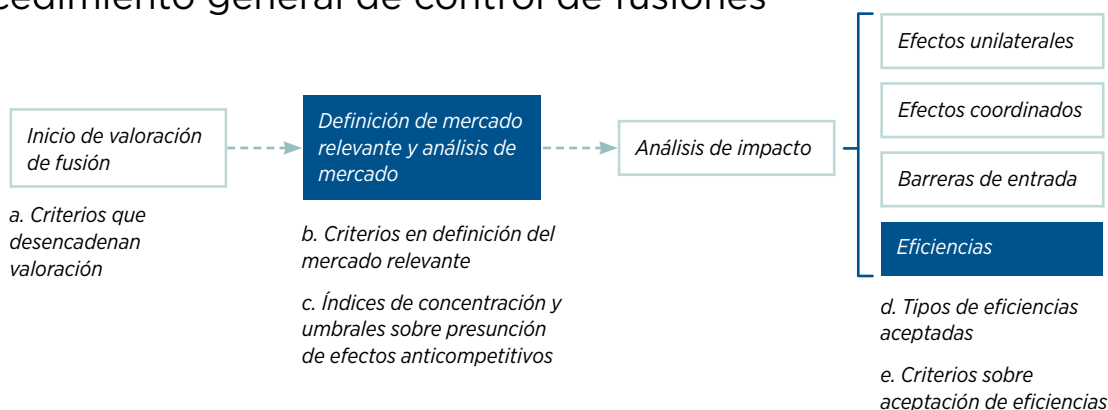 cedimiento general de control de fusiones
Inicio de valoración
de fusión
a. Criterios que
desencadenan
valoración
Definición de mercado
relevante y análisis de
mercado
b. Criterios en definición del
mercado relevante
c. Índices de concentración y
umbrales sobre presunción
de efectos anticompetitivos
Análisis de impacto
Efectos unilaterales
Efectos coordinados
Barreras de entrada
Eficiencias
d. Tipos de eficiencias
aceptadas
e. Criterios sobre
aceptación de eficiencias